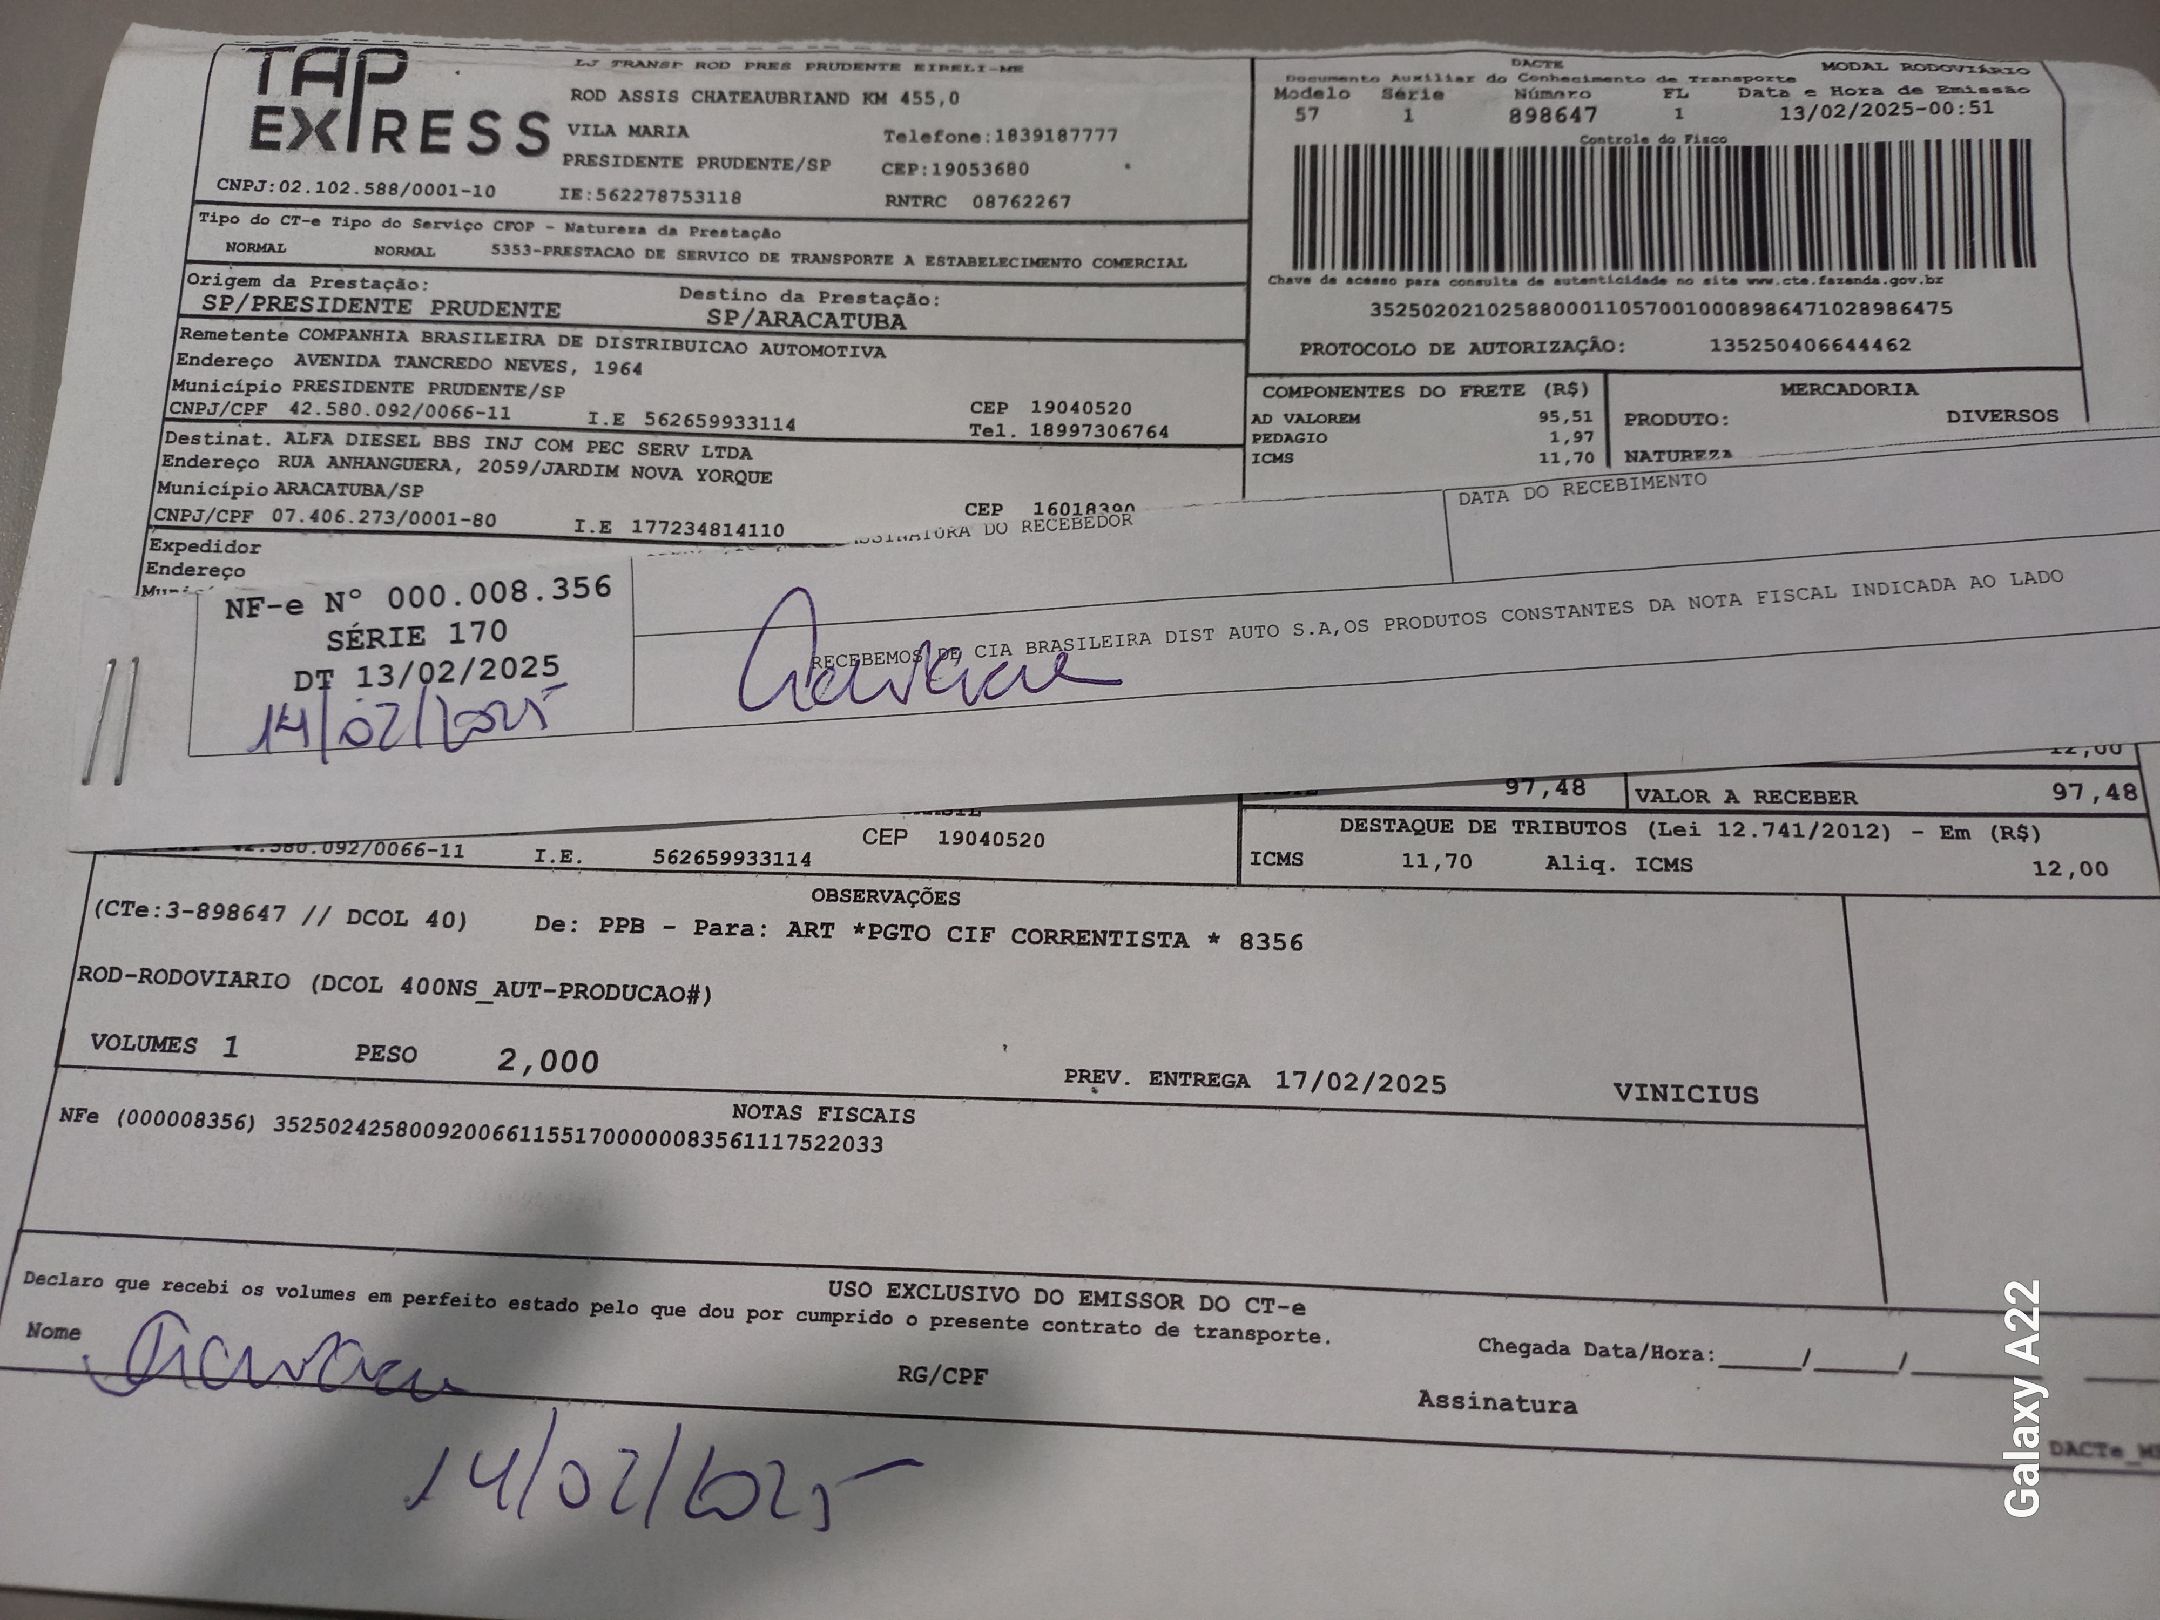 TAP EXPRESS
LJ TRANSP ROD PRES PRUDENTE EIRELI-ME
ROD ASSIS CHATEAUBRIAND KM 455,0
VILA MARIA Telefone:1839187777
PRESIDENTE PRUDENTE/SP CEP:19053680
CNPJ:02.102.588/0001-10 IE:562278753118 RNTRC 08762267
DACTE MODAL RODOVIÁRIO
Documento Auxiliar do Conhecimento de Transporte
Modelo Série Número FL Data e Hora de Emissão
57 1 898647 1 13/02/2025-00:51
Controle do Fisco
Chave de acesso para consulta de autenticidade no site www.cte.fazenda.gov.br
35250202102588000110570010008986471028986475
PROTOCOLO DE AUTORIZAÇÃO: 135250406644462
Tipo do CT-e Tipo do Serviço CFOP - Natureza da Prestação
NORMAL NORMAL 5353-PRESTACAO DE SERVICO DE TRANSPORTE A ESTABELECIMENTO COMERCIAL
Origem da Prestação: Destino da Prestação:
SP/PRESIDENTE PRUDENTE SP/ARACATUBA
Remetente COMPANHIA BRASILEIRA DE DISTRIBUICAO AUTOMOTIVA
Endereço AVENIDA TANCREDO NEVES, 1964
Município PRESIDENTE PRUDENTE/SP CEP 19040520
CNPJ/CPF 42.580.092/0066-11 I.E 562659933114 Tel. 18997306764
Destinat. ALFA DIESEL BBS INJ COM PEC SERV LTDA
Endereço RUA ANHANGUERA, 2059/JARDIM NOVA YORQUE
Município ARACATUBA/SP CEP 16018390
CNPJ/CPF 07.406.273/0001-80 I.E 177234814110
Expedidor
Endereço
COMPONENTES DO FRETE (R$) MERCADORIA
AD VALOREM 95,51 PRODUTO: DIVERSOS
PEDAGIO 1,97
ICMS 11,70 NATUREZA
ASSINATURA DO RECEBEDOR DATA DO RECEBIMENTO
NF-e Nº 000.008.356
SÉRIE 170
DT 13/02/2025
14/02/2025
RECEBEMOS DE CIA BRASILEIRA DIST AUTO S.A,OS PRODUTOS CONSTANTES DA NOTA FISCAL INDICADA AO LADO
12,00
97,48 VALOR A RECEBER 97,48
42.580.092/0066-11 I.E. 562659933114 CEP 19040520
DESTAQUE DE TRIBUTOS (Lei 12.741/2012) - Em (R$)
ICMS 11,70 Aliq. ICMS 12,00
OBSERVAÇÕES
(CTe:3-898647 // DCOL 40) De: PPB - Para: ART *PGTO CIF CORRENTISTA * 8356
ROD-RODOVIARIO (DCOL 400NS_AUT-PRODUCAO#)
VOLUMES 1 PESO 2,000 PREV. ENTREGA 17/02/2025 VINICIUS
NOTAS FISCAIS
NFe (000008356) 35250242580092006611551700000083561117522033
USO EXCLUSIVO DO EMISSOR DO CT-e
Declaro que recebi os volumes em perfeito estado pelo que dou por cumprido o presente contrato de transporte.
Nome RG/CPF Chegada Data/Hora:_____/_____/_____
Assinatura
14/02/2025
Galaxy A22